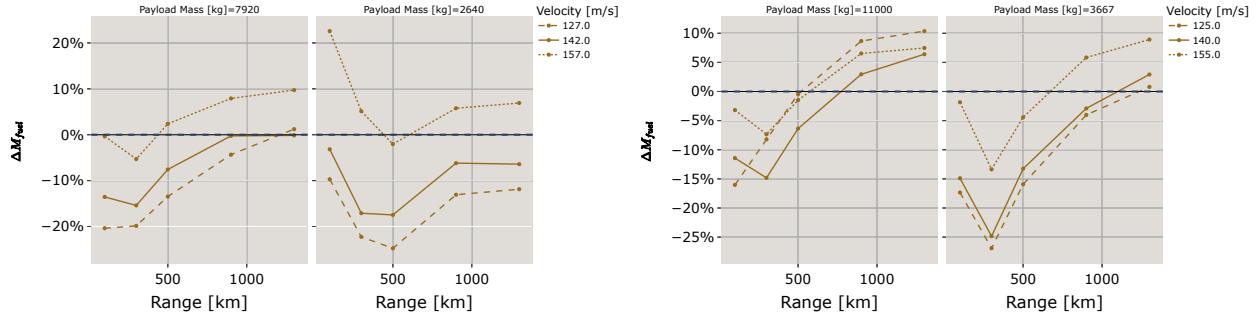 Payload Mass [kg]=7920
Payload Mass [kg]=2640
Velocity [m/s]
127.0
142.0
157.0
20%
10%
0%
−10%
−20%
ΔM_fuel
500
1000
500
1000
Range [km]
Range [km]
Payload Mass [kg]=11000
Payload Mass [kg]=3667
Velocity [m/s]
125.0
140.0
155.0
10%
5%
0%
−5%
−10%
−15%
−20%
−25%
ΔM_fuel
500
1000
500
1000
Range [km]
Range [km]